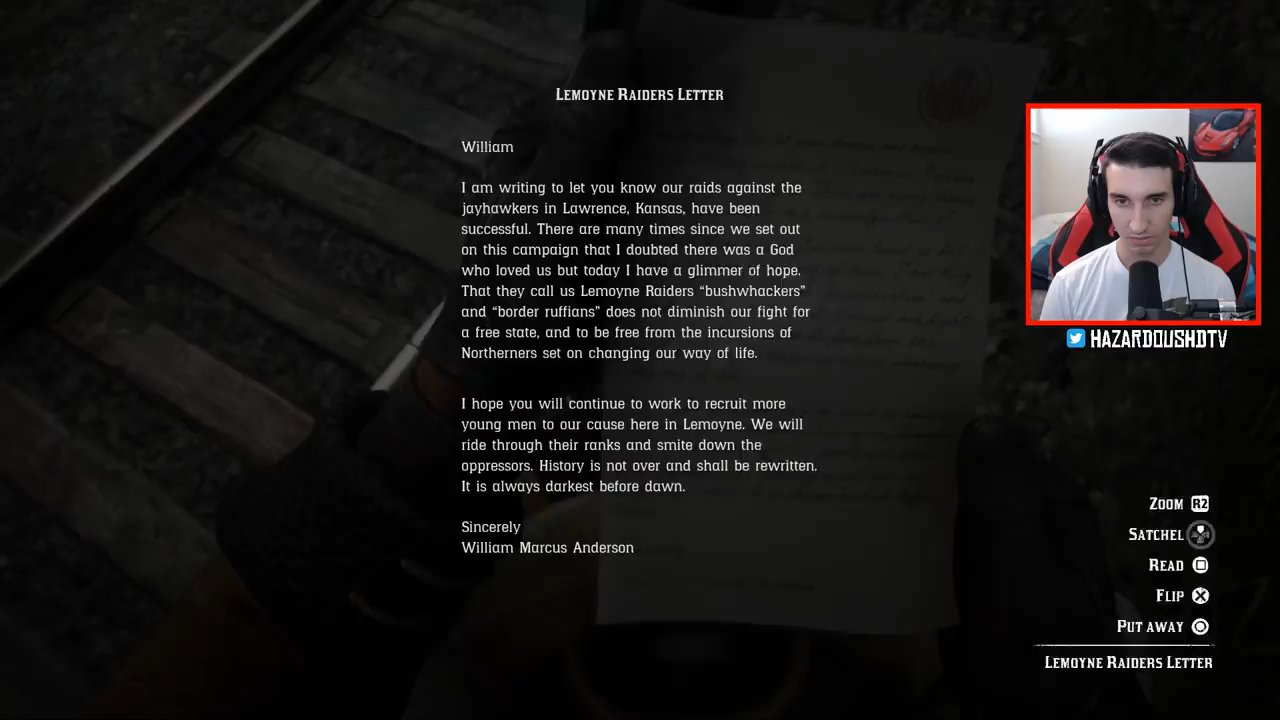 Lemoyne Raiders Letter
William
I am writing to let you know our raids against the
jayhawkers in Lawrence, Kansas, have been
successful. There are many times since we set out
on this campaign that I doubted there was a God
who loved us but today I have a glimmer of hope.
That they call us Lemoyne Raiders “bushwhackers”
and “border ruffians” does not diminish our fight for
a free state, and to be free from the incursions of
Northerners set on changing our way of life.
I hope you will continue to work to recruit more
young men to our cause here in Lemoyne. We will
ride through their ranks and smite down the
oppressors. History is not over and shall be rewritten.
It is always darkest before dawn.
Sincerely
William Marcus Anderson
HAZARDOUSHDTV
Zoom R2
Satchel
Read
Flip
Put away
Lemoyne Raiders Letter